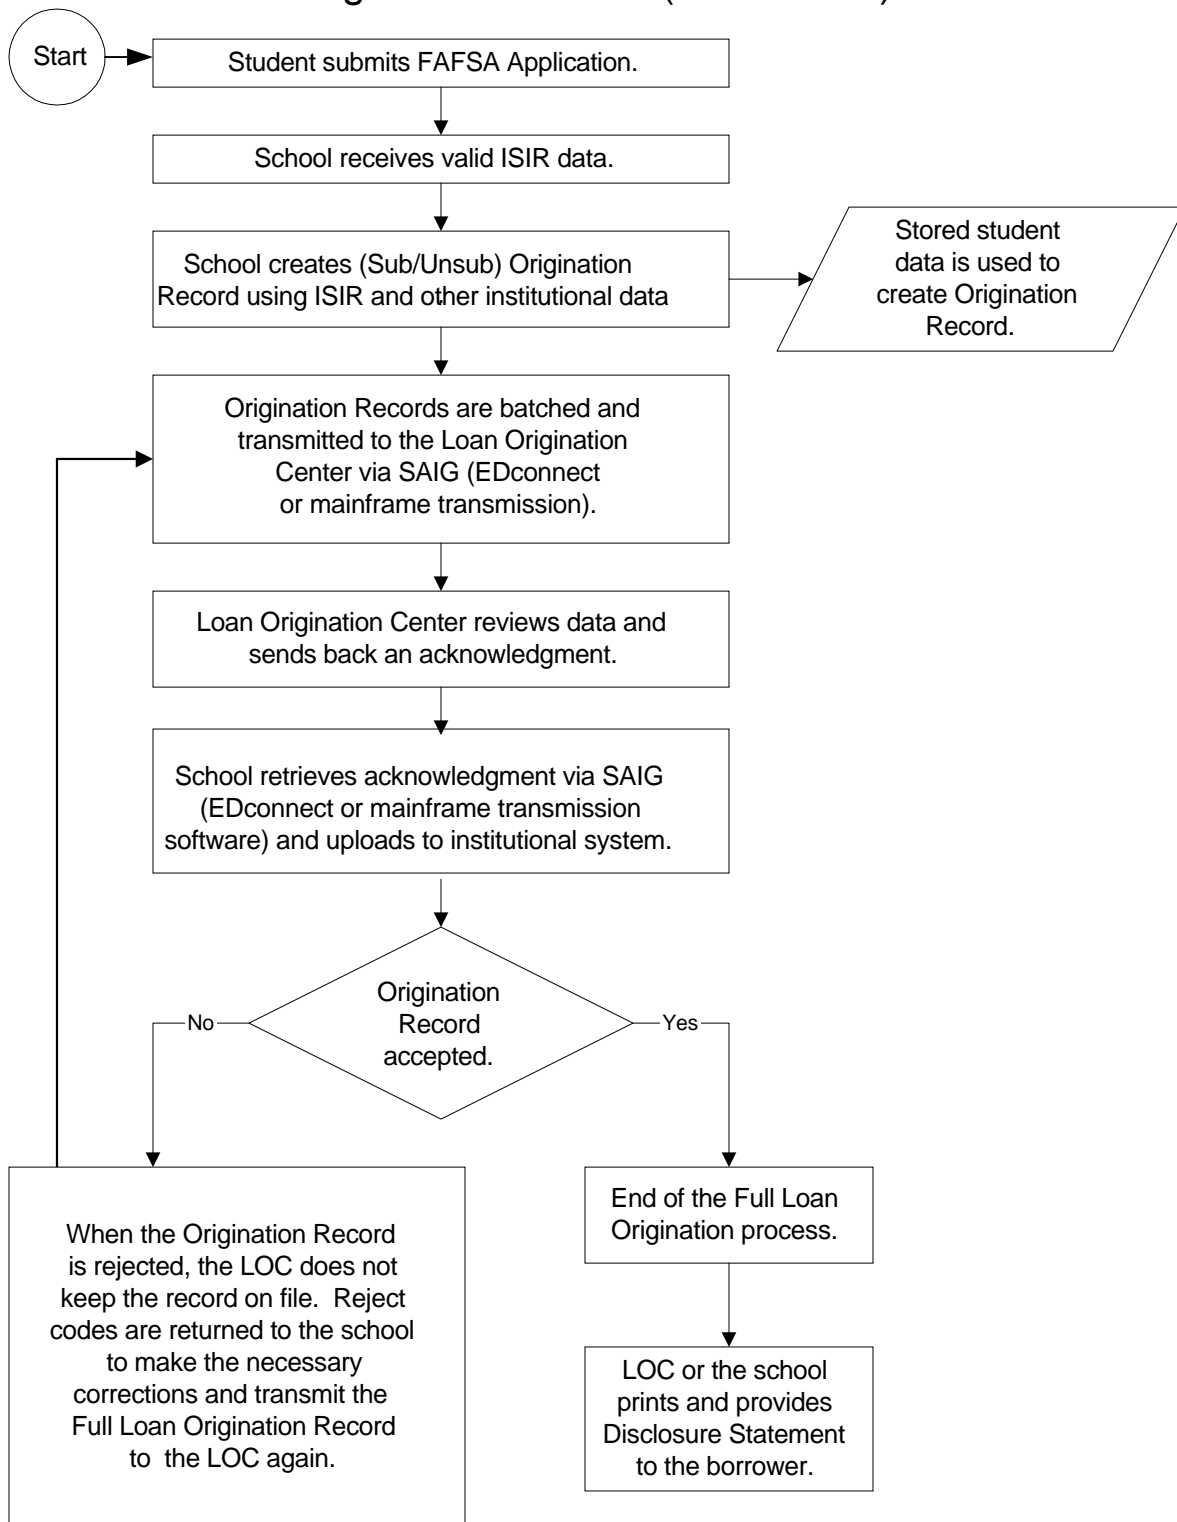 Start
Student submits FAFSA Application.
School receives valid ISIR data.
School creates (Sub/Unsub) Origination
Record using ISIR and other institutional data
Stored student
data is used to
create Origination
Record.
Origination Records are batched and
transmitted to the Loan Origination
Center via SAIG (EDconnect
or mainframe transmission).
Loan Origination Center reviews data and
sends back an acknowledgment.
School retrieves acknowledgment via SAIG
(EDconnect or mainframe transmission
software) and uploads to institutional system.
Origination
Record
accepted.
No
Yes
When the Origination Record
is rejected, the LOC does not
keep the record on file.  Reject
codes are returned to the school
to make the necessary
corrections and transmit the
Full Loan Origination Record
to  the LOC again.
End of the Full Loan
Origination process.
LOC or the school
prints and provides
Disclosure Statement
to the borrower.